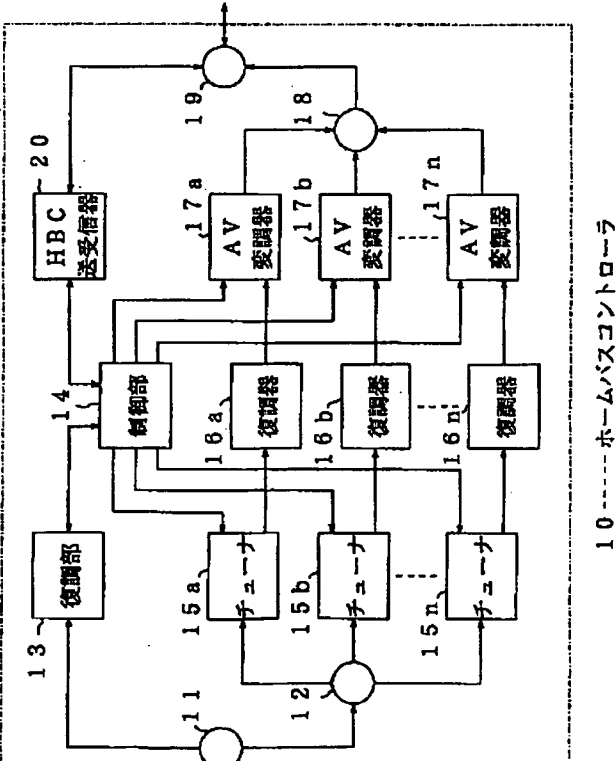 11
13
復調部
14
制御部
20
HBC
送受信器
19
12
15a
チューナ
16a
復調器
17a
AV
変調器
18
15b
チューナ
16b
復調器
17b
AV
変調器
15n
チューナ
16n
復調器
17n
AV
変調器
10-----ホームバスコントローラ